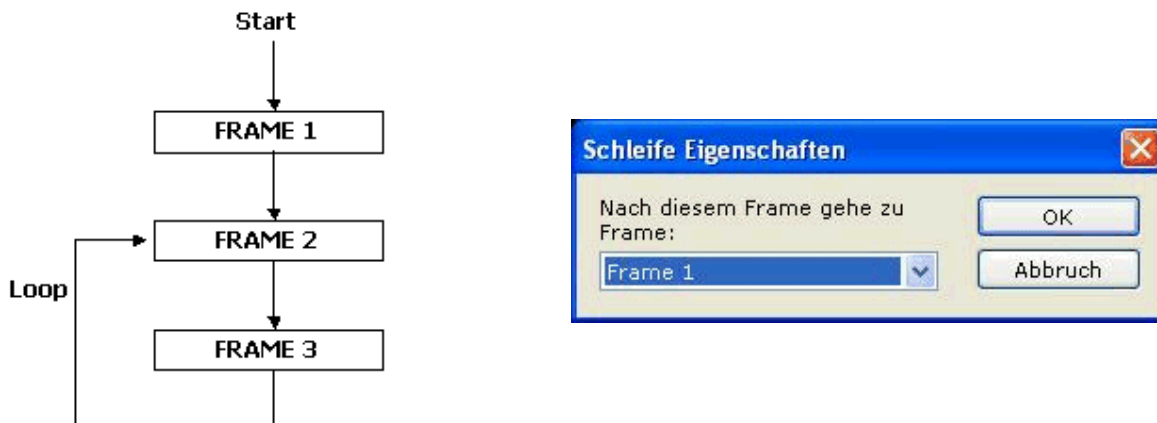 Start
FRAME 1
FRAME 2
Loop
FRAME 3
Schleife Eigenschaften
Nach diesem Frame gehe zu
Frame:
Frame 1
OK
Abbruch